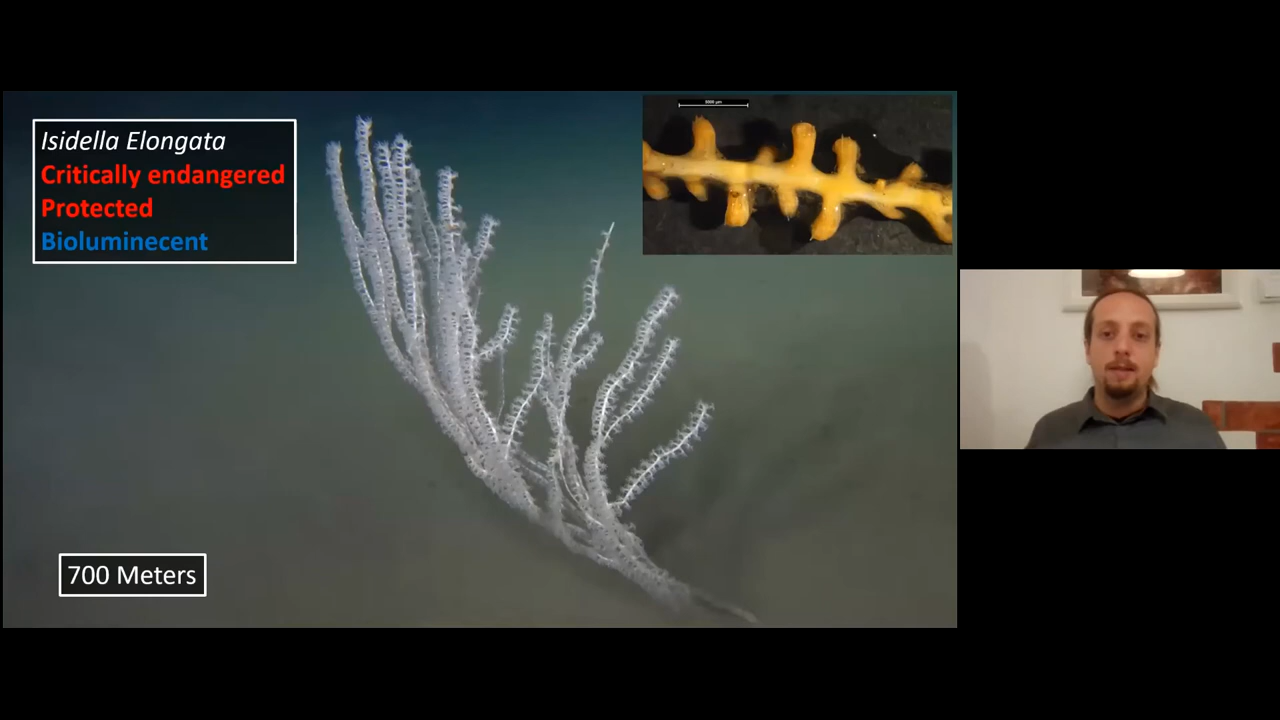 Isidella Elongata
Critically endangered
Protected
Bioluminecent
700 Meters